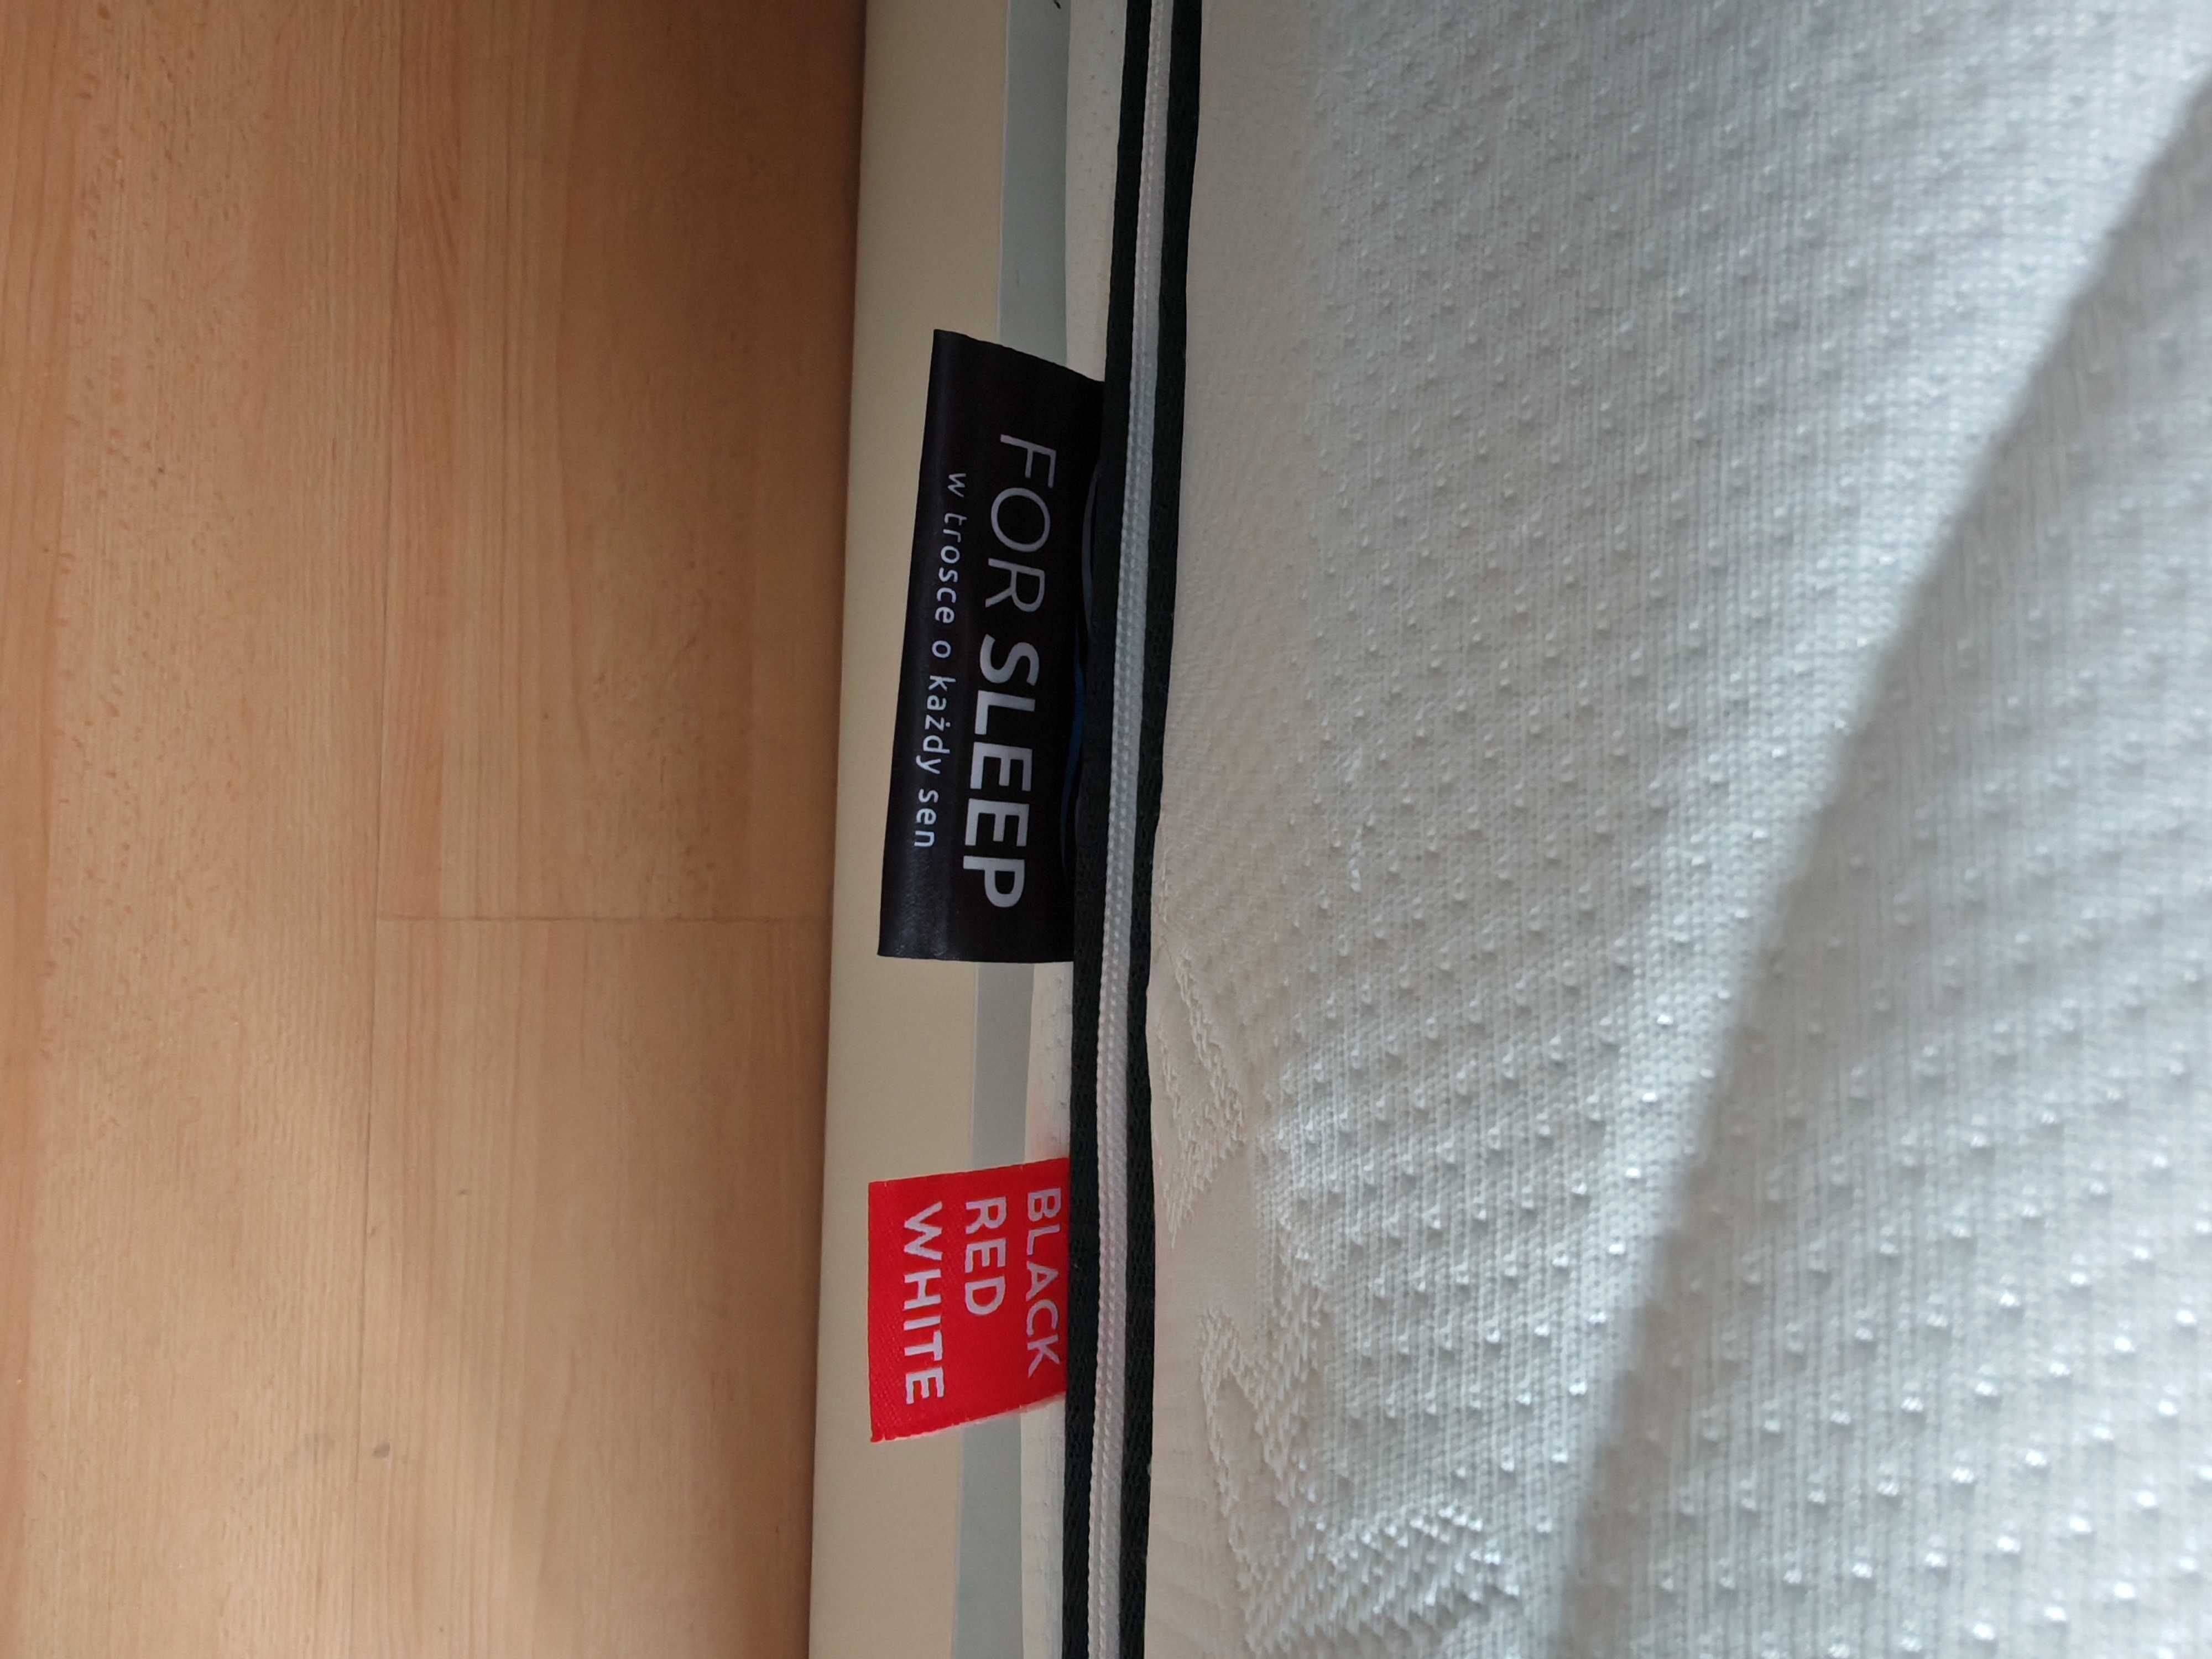 FOR SLEEP
w trosce o każdy sen
BLACK
RED
WHITE